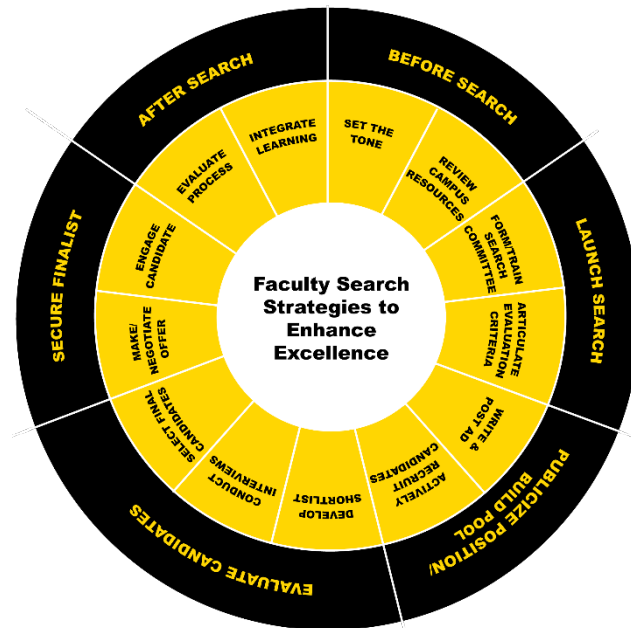 Faculty Search
Strategies to
Enhance
Excellence
BEFORE SEARCH
SET THE
TONE
REVIEW
CAMPUS
RESOURCES
LAUNCH SEARCH
FORM/TRAIN
SEARCH
COMMITTEE
ARTICULATE
EVALUATION
CRITERIA
PUBLICIZE POSITION/
BUILD POOL
WRITE &
POST AD
ACTIVELY
RECRUIT
CANDIDATES
EVALUATE CANDIDATES
DEVELOP
SHORTLIST
CONDUCT
INTERVIEWS
SELECT FINAL
CANDIDATES
SECURE FINALIST
MAKE/
NEGOTIATE
OFFER
ENGAGE
CANDIDATE
AFTER SEARCH
EVALUATE
PROCESS
INTEGRATE
LEARNING